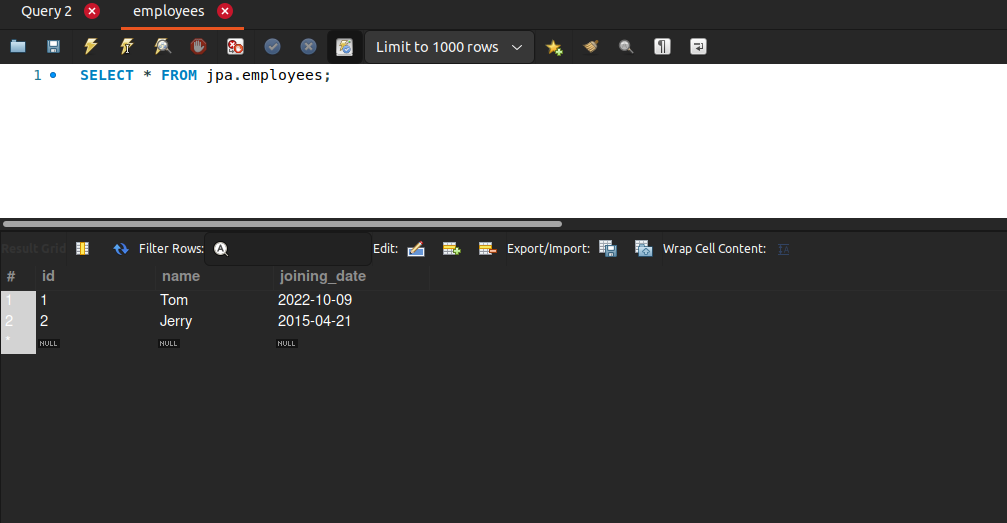 Query 2 employees
Limit to 1000 rows
1 SELECT * FROM jpa.employees;
Result Grid Filter Rows: Edit: Export/Import: Wrap Cell Content:
# id name joining_date
1 1 Tom 2022-10-09
2 2 Jerry 2015-04-21
* NULL NULL NULL